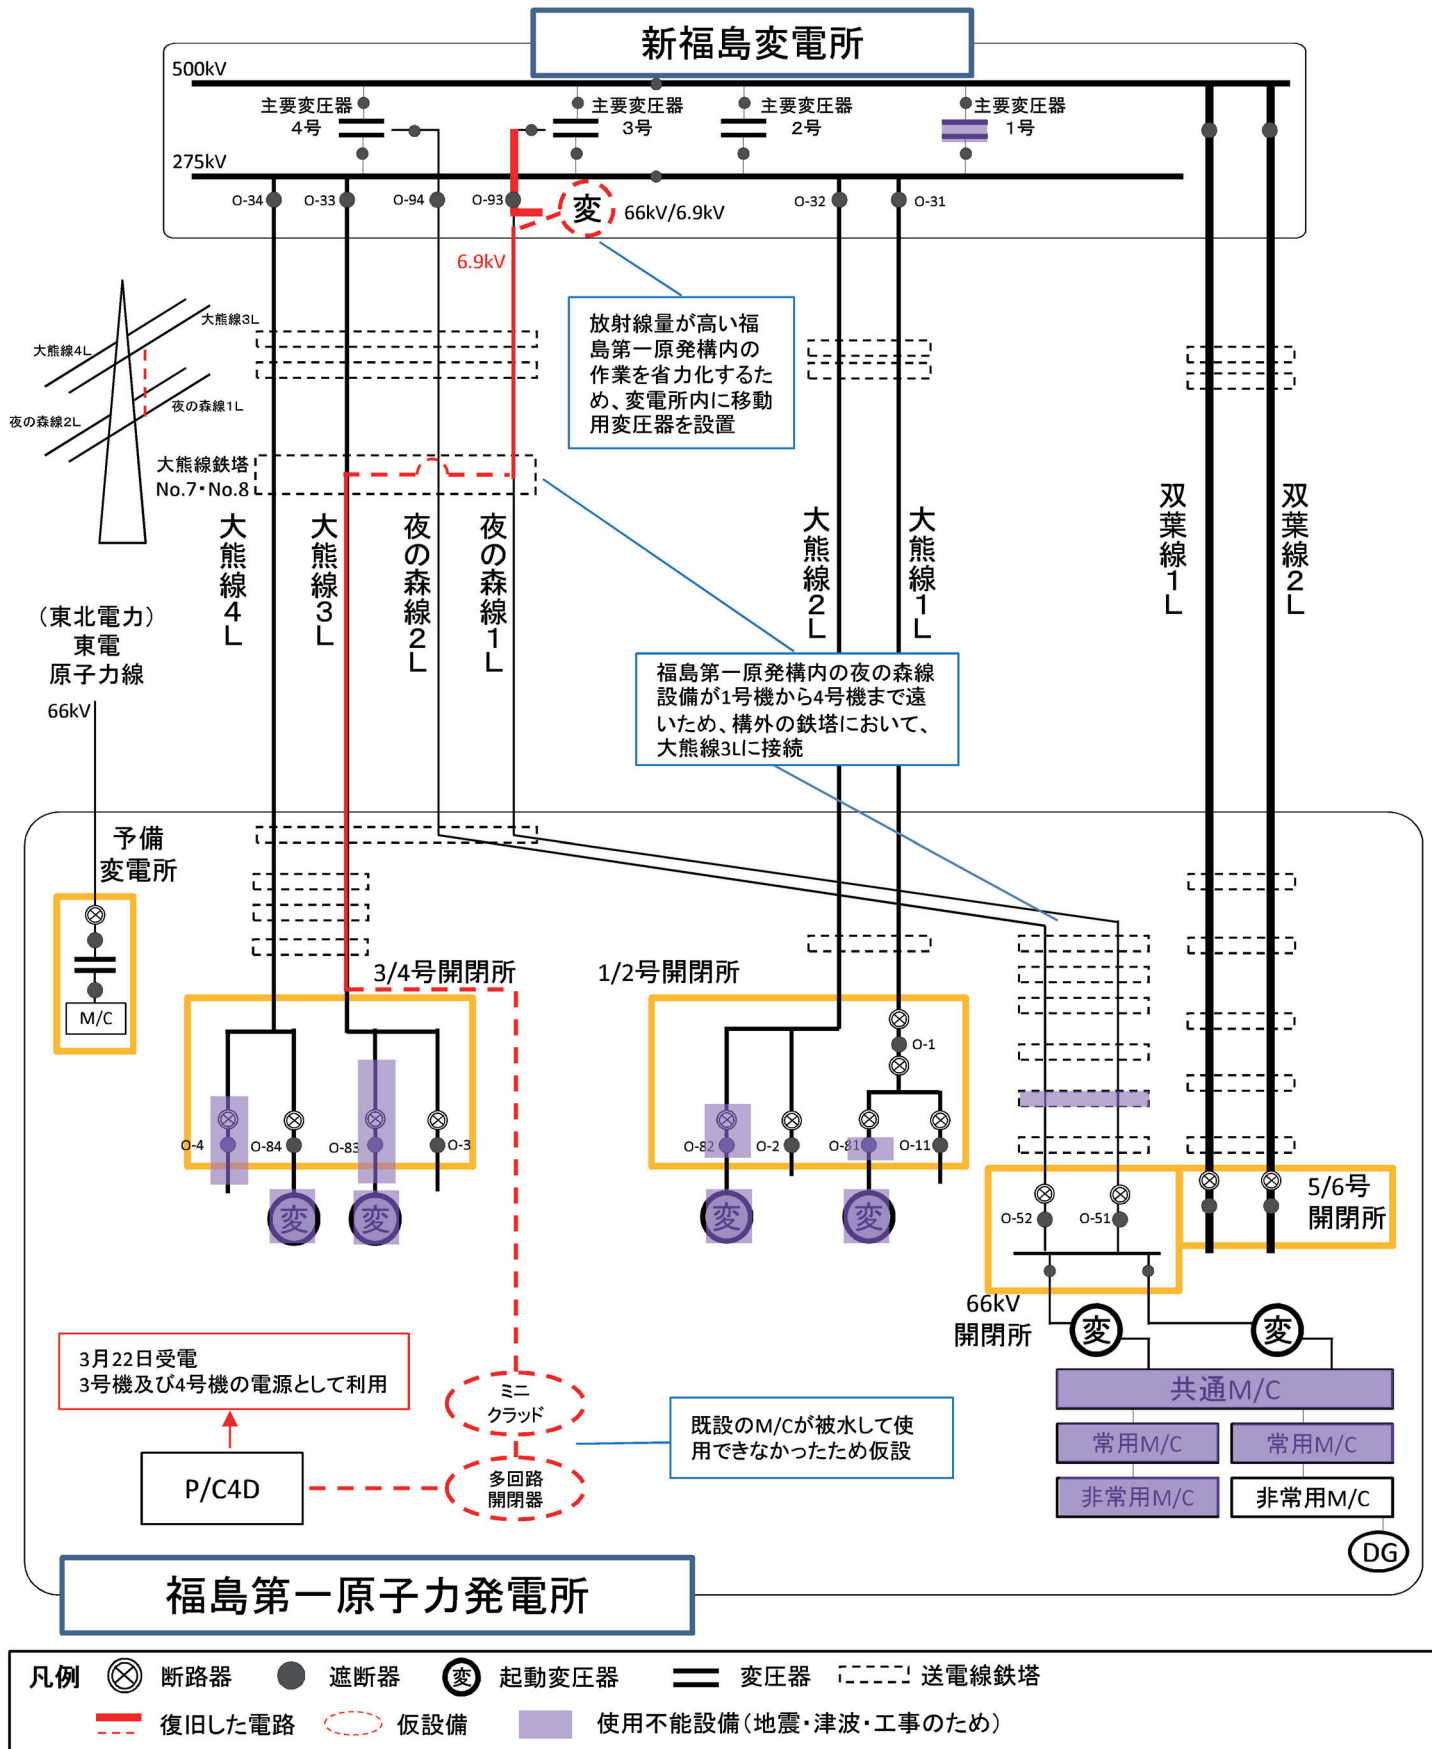 新福島変電所
500kV
主要変圧器
4号
主要変圧器
3号
主要変圧器
2号
主要変圧器
1号
275kV
O-34
O-33
O-94
O-93
変
66kV/6.9kV
O-32
O-31
6.9kV
大熊線3L
大熊線4L
夜の森線1L
夜の森線2L
放射線量が高い福
島第一原発構内の
作業を省力化するた
め、変電所内に移動
用変圧器を設置
大熊線鉄塔
No.7・No.8
大熊線4L
大熊線3L
夜の森線2L
夜の森線1L
大熊線2L
大熊線1L
双葉線1L
双葉線2L
(東北電力)
東電
原子力線
66kV
福島第一原発構内の夜の森線
設備が1号機から4号機まで遠
いため、構外の鉄塔において、
大熊線3Lに接続
予備
変電所
M/C
3/4号開閉所
O-4
O-84
O-83
O-3
変
変
1/2号開閉所
O-1
O-82
O-2
O-81
O-11
変
変
5/6号
開閉所
O-52
O-51
66kV
開閉所
変
変
共通M/C
常用M/C
常用M/C
非常用M/C
非常用M/C
DG
3月22日受電
3号機及び4号機の電源として利用
P/C4D
ミニ
クラッド
多回路
開閉器
既設のM/Cが被水して使
用できなかったため仮設
福島第一原子力発電所
凡例
断路器
遮断器
変
起動変圧器
変圧器
送電線鉄塔
復旧した電路
仮設備
使用不能設備(地震・津波・工事のため)